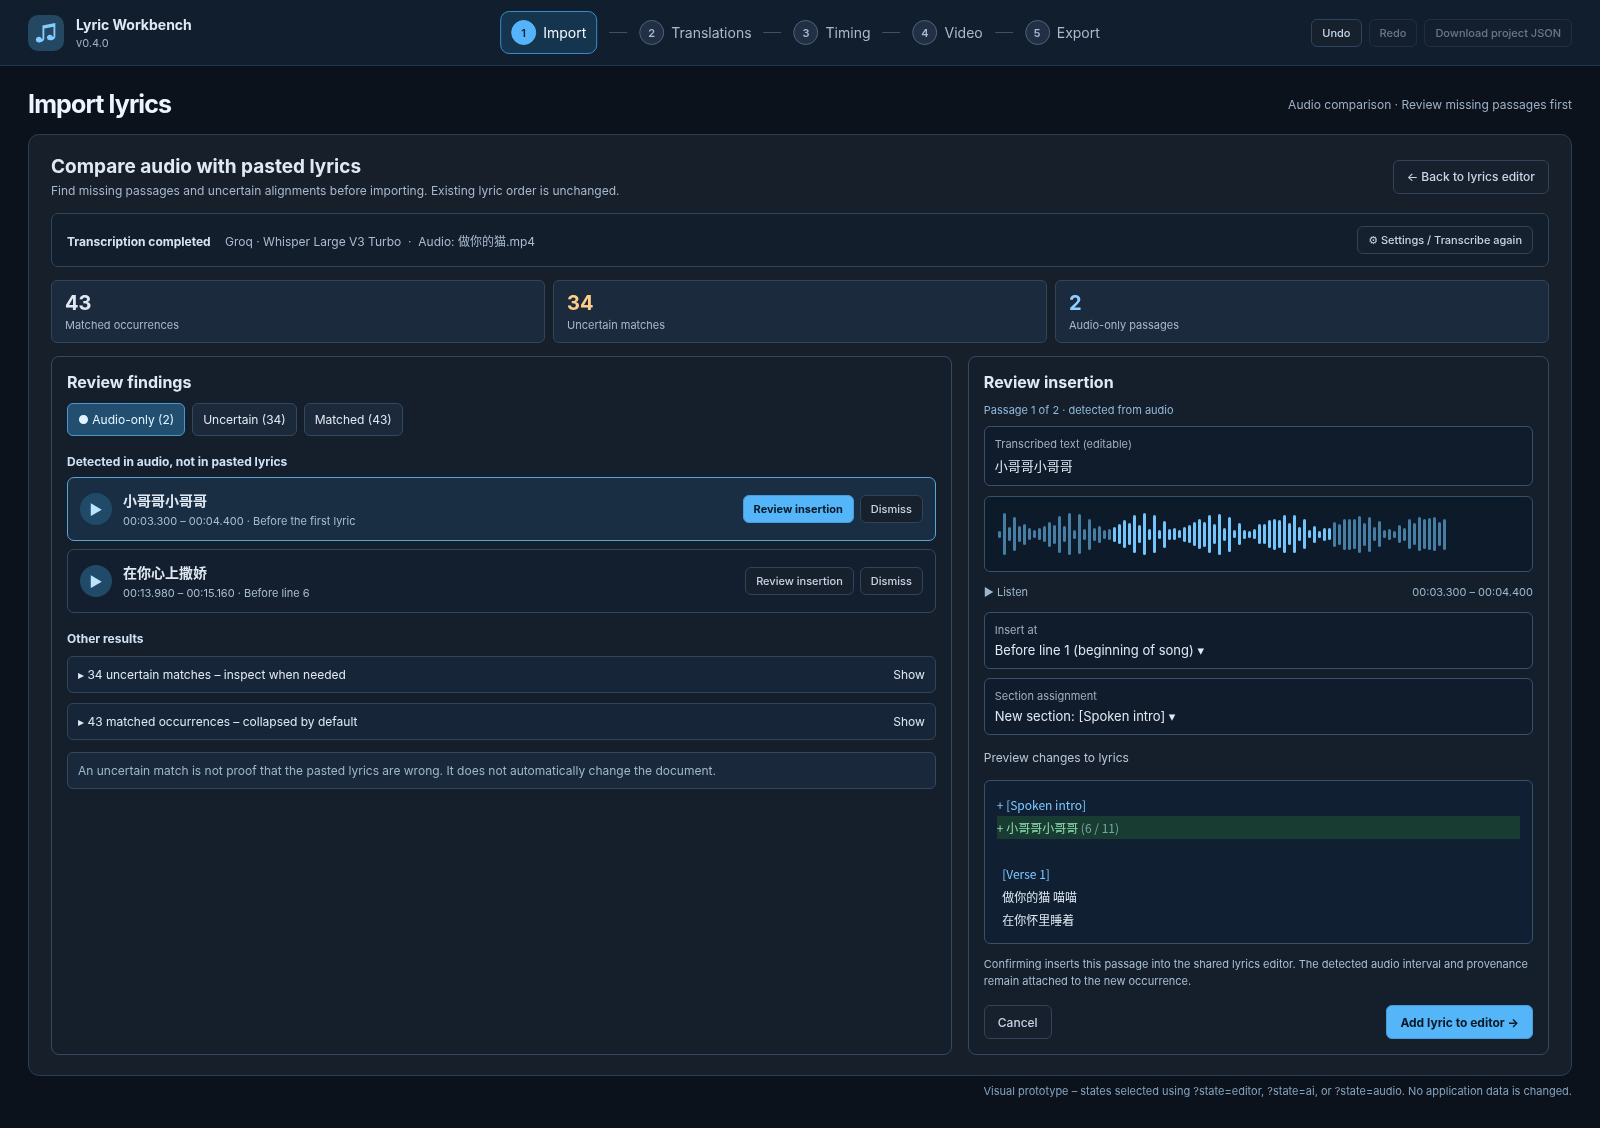 Lyric Workbench
v0.4.0
1 Import
2 Translations
3 Timing
4 Video
5 Export
Undo
Redo
Download project JSON
Import lyrics
Audio comparison · Review missing passages first
Compare audio with pasted lyrics
Find missing passages and uncertain alignments before importing. Existing lyric order is unchanged.
← Back to lyrics editor
Transcription completed Groq · Whisper Large V3 Turbo · Audio: 做你的猫.mp4
⚙ Settings / Transcribe again
43
Matched occurrences
34
Uncertain matches
2
Audio-only passages
Review findings
Audio-only (2)
Uncertain (34)
Matched (43)
Detected in audio, not in pasted lyrics
小哥哥小哥哥
00:03.300 – 00:04.400 · Before the first lyric
Review insertion
Dismiss
在你心上撒娇
00:13.980 – 00:15.160 · Before line 6
Review insertion
Dismiss
Other results
▸ 34 uncertain matches – inspect when needed
Show
▸ 43 matched occurrences – collapsed by default
Show
An uncertain match is not proof that the pasted lyrics are wrong. It does not automatically change the document.
Review insertion
Passage 1 of 2 · detected from audio
Transcribed text (editable)
小哥哥小哥哥
▶ Listen
00:03.300 – 00:04.400
Insert at
Before line 1 (beginning of song) ▾
Section assignment
New section: [Spoken intro] ▾
Preview changes to lyrics
+ [Spoken intro]
+ 小哥哥小哥哥 (6 / 11)
[Verse 1]
做你的猫 喵喵
在你怀里睡着
Confirming inserts this passage into the shared lyrics editor. The detected audio interval and provenance
remain attached to the new occurrence.
Cancel
Add lyric to editor →
Visual prototype – states selected using ?state=editor, ?state=ai, or ?state=audio. No application data is changed.